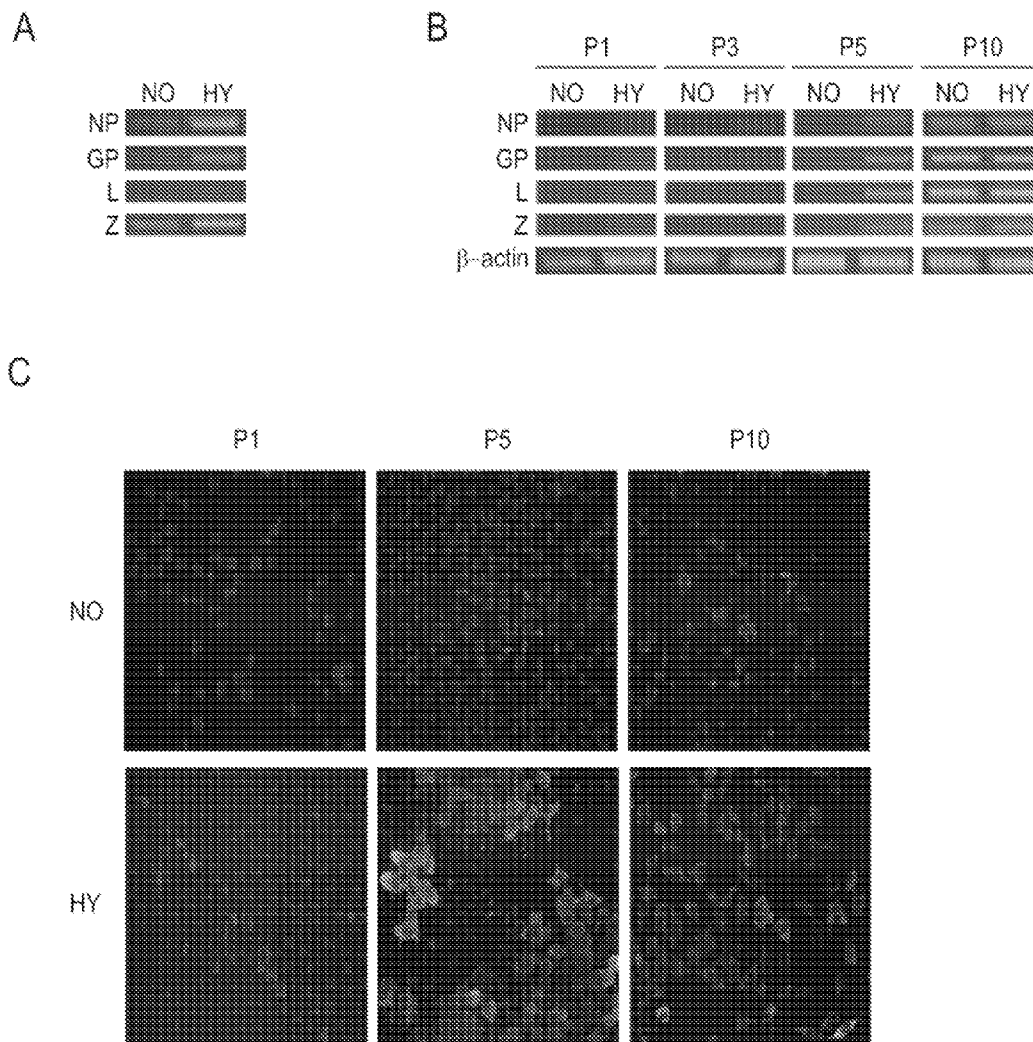 A
NO HY
NP
GP
L
Z
B
P1 P3 P5 P10
NO HY NO HY NO HY NO HY
NP
GP
L
Z
β-actin
C
P1 P5 P10
NO
HY